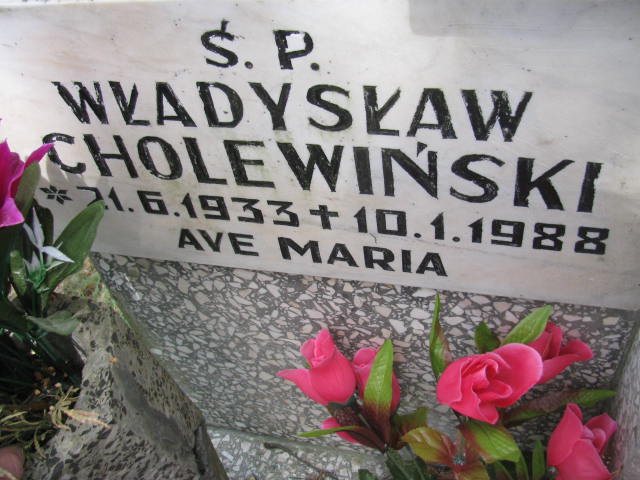 Ś. P.
WŁADYSŁAW
CHOLEWIŃSKI
* 21.6.1933 + 10.1.1988
AVE MARIA